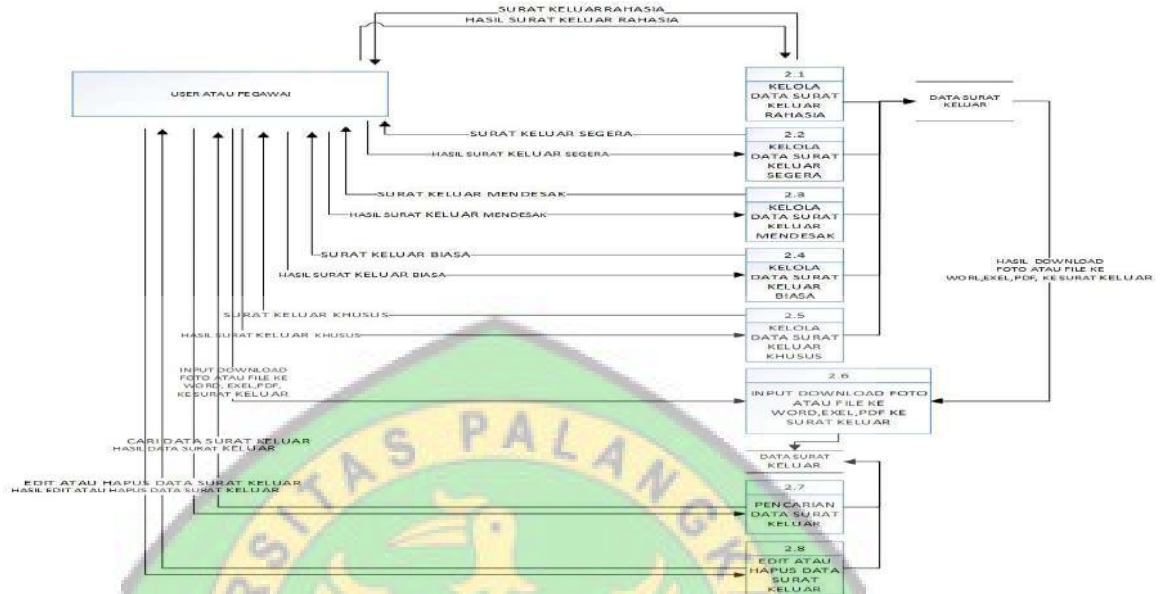 SURAT KELUAR RAHASIA
HASIL SURAT KELUAR RAHASIA
USER ATAU PEGAWAI
2.1
KELOLA
DATA SURAT
KELUAR
RAHASIA
DATA SURAT
KELUAR
SURAT KELUAR SEGERA
HASIL SURAT KELUAR SEGERA
2.2
KELOLA
DATA SURAT
KELUAR
SEGERA
SURAT KELUAR MENDESAK
HASIL SURAT KELUAR MENDESAK
2.3
KELOLA
DATA SURAT
KELUAR
MENDESAK
SURAT KELUAR BIASA
HASIL SURAT KELUAR BIASA
2.4
KELOLA
DATA SURAT
KELUAR
BIASA
HASIL DOWNLOAD
FOTO ATAU FILE KE
WORL,EXEL,PDF, KE SURAT KELUAR
SURAT KELUAR KHUSUS
HASIL SURAT KELUAR KHUSUS
2.5
KELOLA
DATA SURAT
KELUAR
KHUSUS
INPUT DOWNLOAD
FOTO ATAU FILE KE
WORD, EXEL,PDF,
KE SURAT KELUAR
2.6
INPUT DOWNLOAD FOTO
ATAU FILE KE
WORD,EXEL,PDF KE
SURAT KELUAR
CARI DATA SURAT KELUAR
HASIL DATA SURAT KELUAR
DATA SURAT
KELUAR
EDIT ATAU HAPUS DATA SURAT KELUAR
HASIL EDIT ATAU HAPUS DATA SURAT KELUAR
2.7
PENCARIAN
DATA SURAT
KELUAR
2.8
EDIT ATAU
HAPUS DATA
SURAT
KELUAR
RSITAS PALANGK